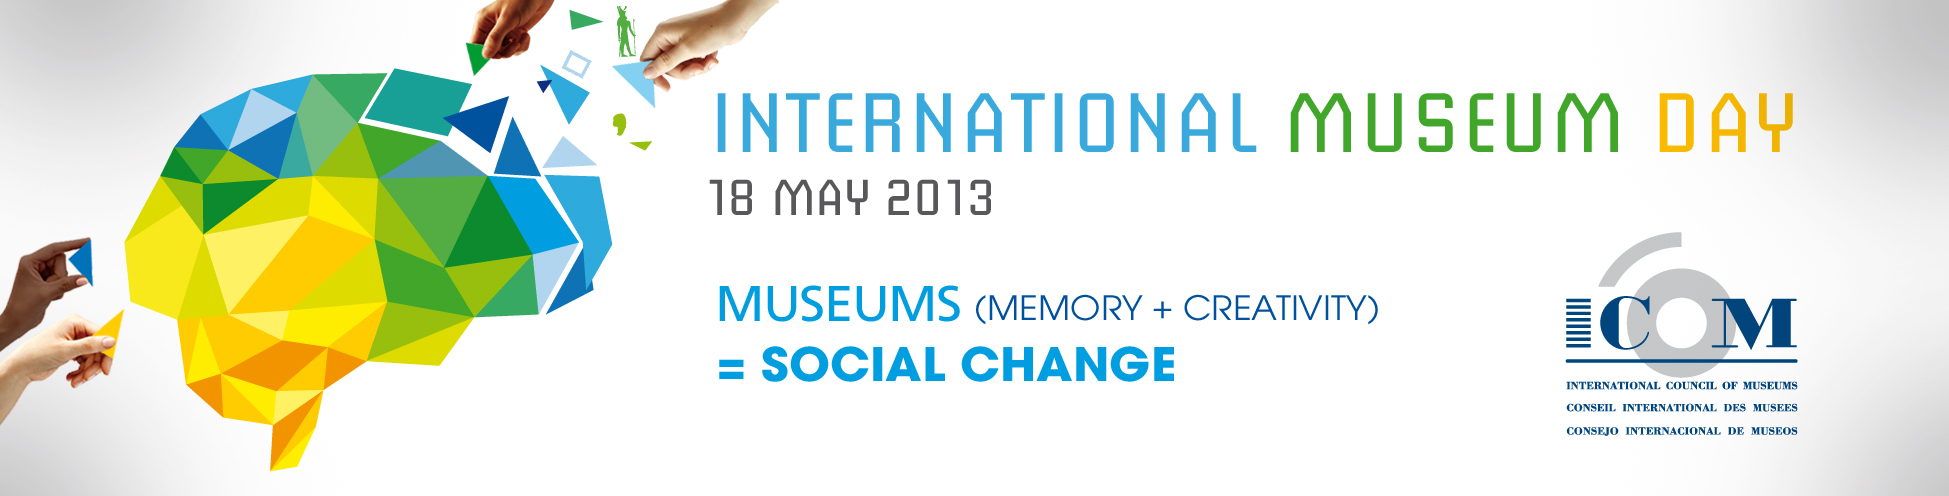 INTERNATIONAL MUSEUM DAY
18 MAY 2013
MUSEUMS (MEMORY + CREATIVITY)
= SOCIAL CHANGE
ICOM
INTERNATIONAL COUNCIL OF MUSEUMS
CONSEIL INTERNATIONAL DES MUSEES
CONSEJO INTERNACIONAL DE MUSEOS